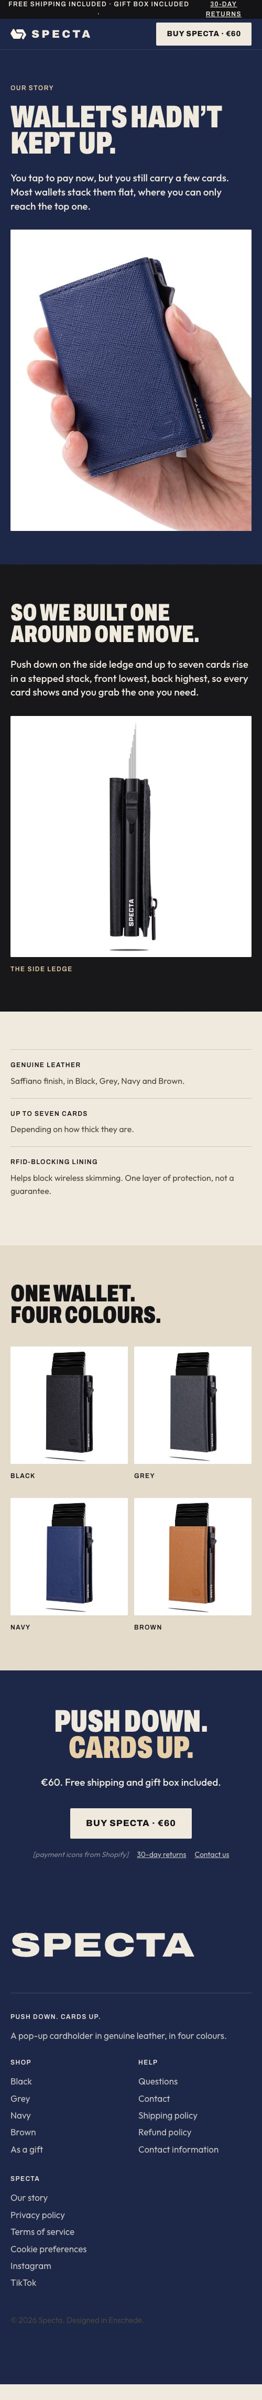 FREE SHIPPING INCLUDED · GIFT BOX INCLUDED · 30-DAY RETURNS
SPECTA
BUY SPECTA · €60
OUR STORY
WALLETS HADN’T
KEPT UP.
You tap to pay now, but you still carry a few cards.
Most wallets stack them flat, where you can only
reach the top one.
SPECTA
SO WE BUILT ONE
AROUND ONE MOVE.
Push down on the side ledge and up to seven cards rise
in a stepped stack, front lowest, back highest, so every
card shows and you grab the one you need.
SPECTA
THE SIDE LEDGE
GENUINE LEATHER
Saffiano finish, in Black, Grey, Navy and Brown.
UP TO SEVEN CARDS
Depending on how thick they are.
RFID-BLOCKING LINING
Helps block wireless skimming. One layer of protection, not a
guarantee.
ONE WALLET.
FOUR COLOURS.
BLACK
GREY
NAVY
BROWN
PUSH DOWN.
CARDS UP.
€60. Free shipping and gift box included.
BUY SPECTA · €60
[payment icons from Shopify] 30-day returns Contact us
SPECTA
PUSH DOWN. CARDS UP.
A pop-up cardholder in genuine leather, in four colours.
SHOP
Black
Grey
Navy
Brown
As a gift
HELP
Questions
Contact
Shipping policy
Refund policy
Contact information
SPECTA
Our story
Privacy policy
Terms of service
Cookie preferences
Instagram
TikTok
© 2026 Specta. Designed in Enschede.